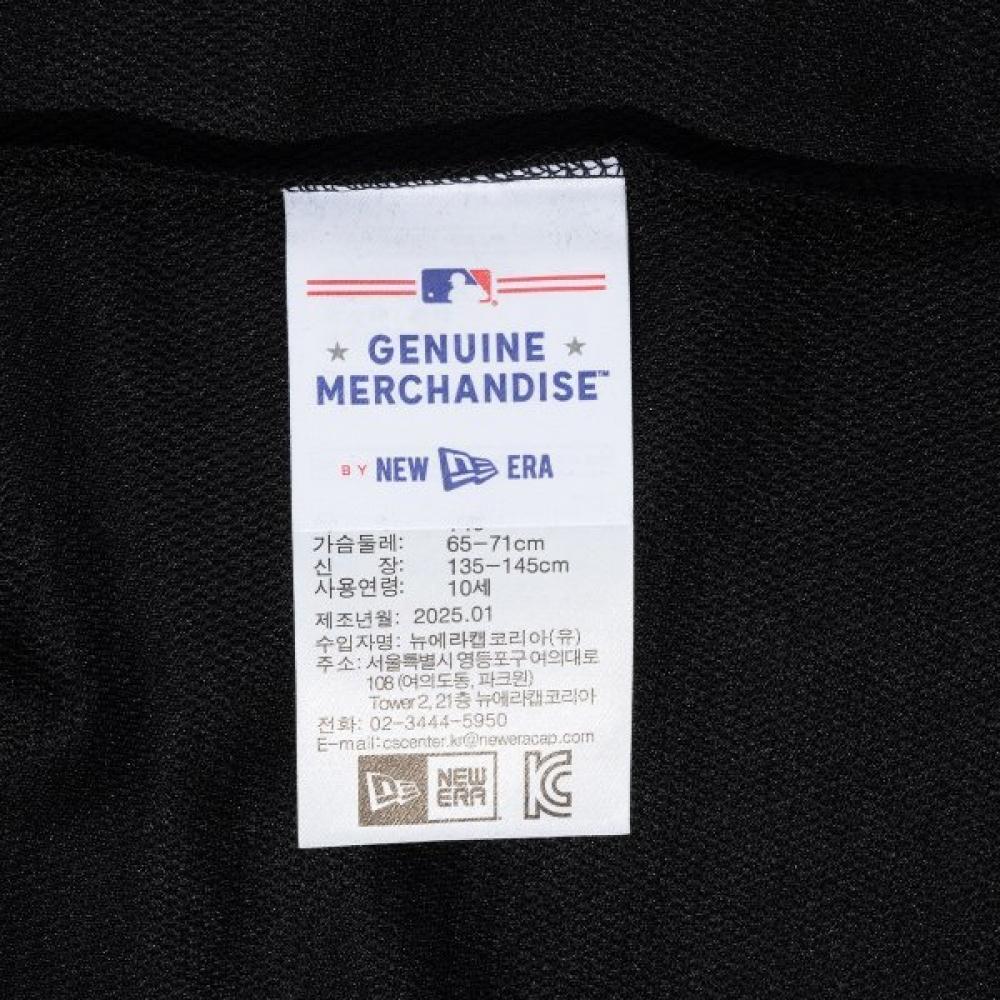 GENUINE
MERCHANDISE™
BY NEW ERA
가슴둘레: 65-71cm
신 장: 135-145cm
사용연령: 10세
제조년월: 2025.01
수입자명: 뉴에라캡코리아(유)
주소: 서울특별시 영등포구 여의대로
108 (여의도동, 파크원)
Tower 2, 21층 뉴에라캡코리아
전화: 02-3444-5950
E-mail:cscenter.kr@neweracap.com
NEW
ERA